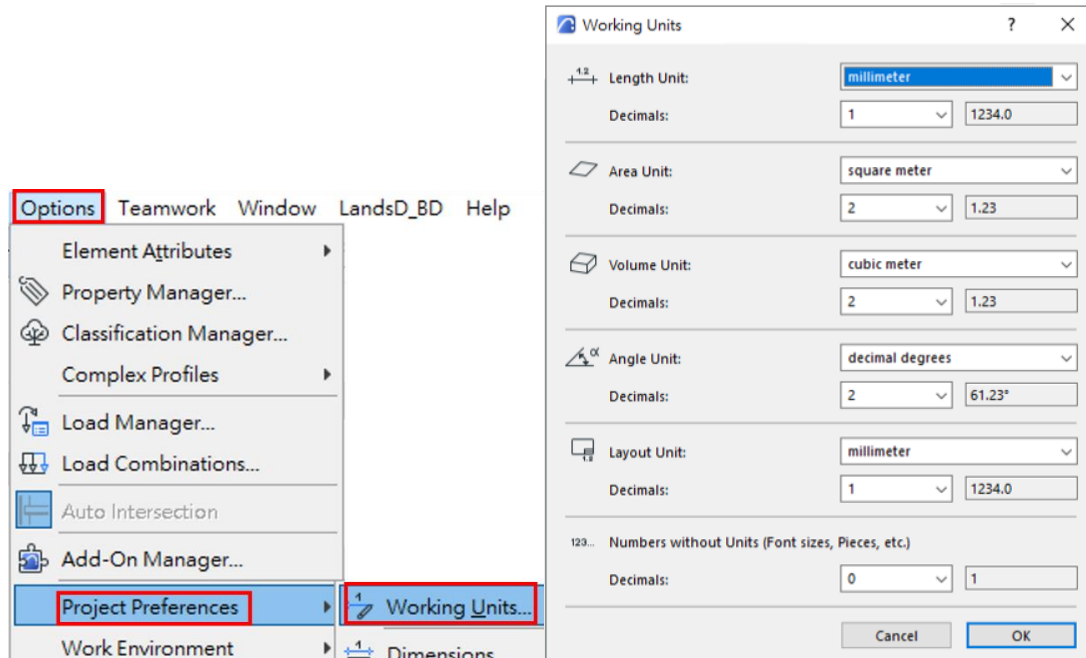 Options Teamwork Window LandsD_BD Help
Element Attributes
Property Manager...
Classification Manager...
Complex Profiles
Load Manager...
Load Combinations...
Auto Intersection
Add-On Manager...
Project Preferences
Working Units...
Work Environment
Dimensions
Working Units
? ×
1.2 Length Unit: millimeter
Decimals: 1 1234.0
Area Unit: square meter
Decimals: 2 1.23
Volume Unit: cubic meter
Decimals: 2 1.23
α Angle Unit: decimal degrees
Decimals: 2 61.23°
Layout Unit: millimeter
Decimals: 1 1234.0
123... Numbers without Units (Font sizes, Pieces, etc.)
Decimals: 0 1
Cancel OK